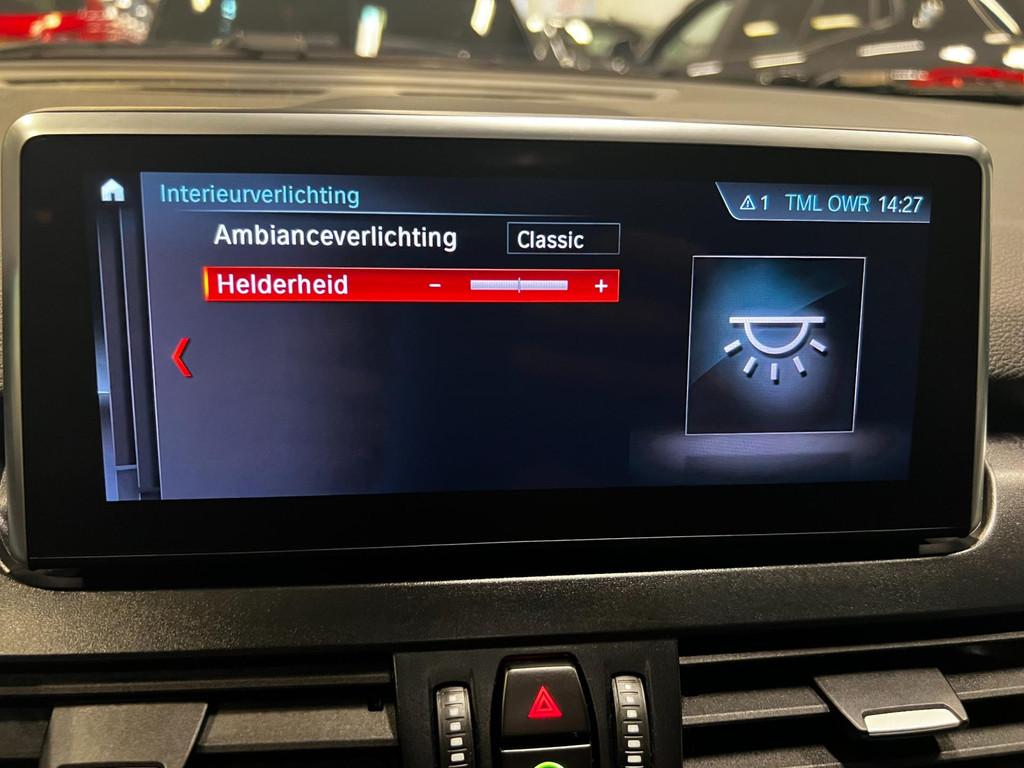 Interieurverlichting
1 TML OWR 14:27
Ambianceverlichting Classic
Helderheid - +